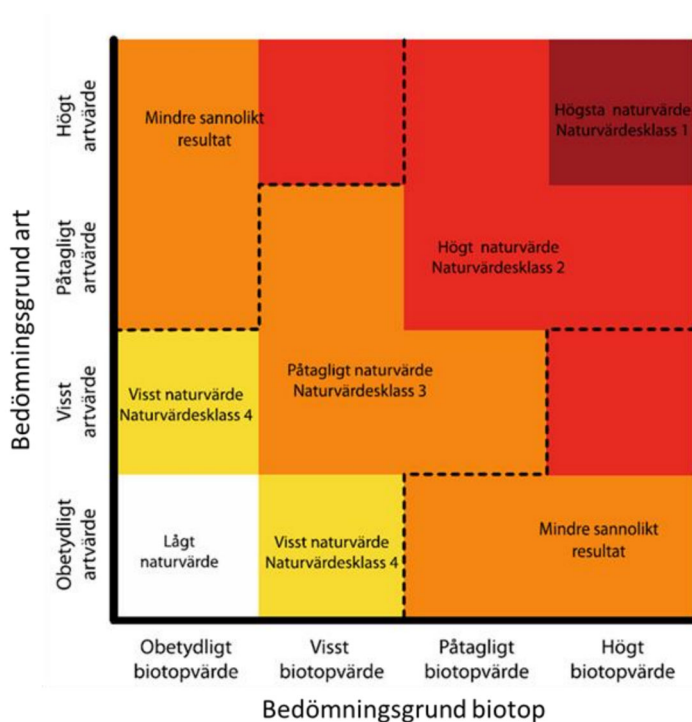 Bedömningsgrund art
Högt
artvärde
Påtagligt
artvärde
Visst
artvärde
Obetydligt
artvärde
Mindre sannolikt
resultat
Högsta naturvärde
Naturvärdesklass 1
Högt naturvärde
Naturvärdesklass 2
Påtagligt naturvärde
Naturvärdesklass 3
Visst naturvärde
Naturvärdesklass 4
Lågt
naturvärde
Visst naturvärde
Naturvärdesklass 4
Mindre sannolikt
resultat
Obetydligt
biotopvärde
Visst
biotopvärde
Påtagligt
biotopvärde
Högt
biotopvärde
Bedömningsgrund biotop